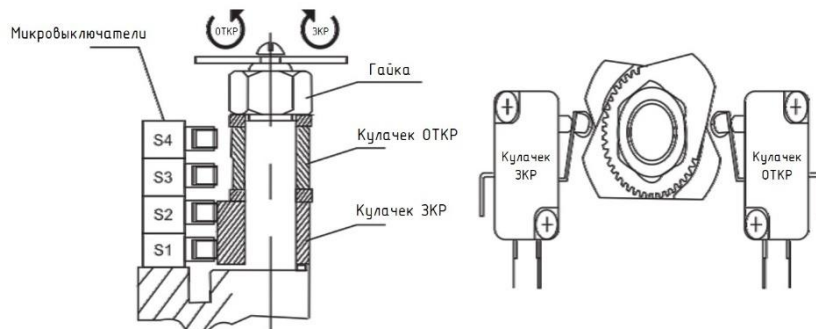 Микровыключатели
ОТКР
ЗКР
Гайка
Кулачек ОТКР
Кулачек ЗКР
S4
S3
S2
S1
Кулачек
ЗКР
Кулачек
ОТКР